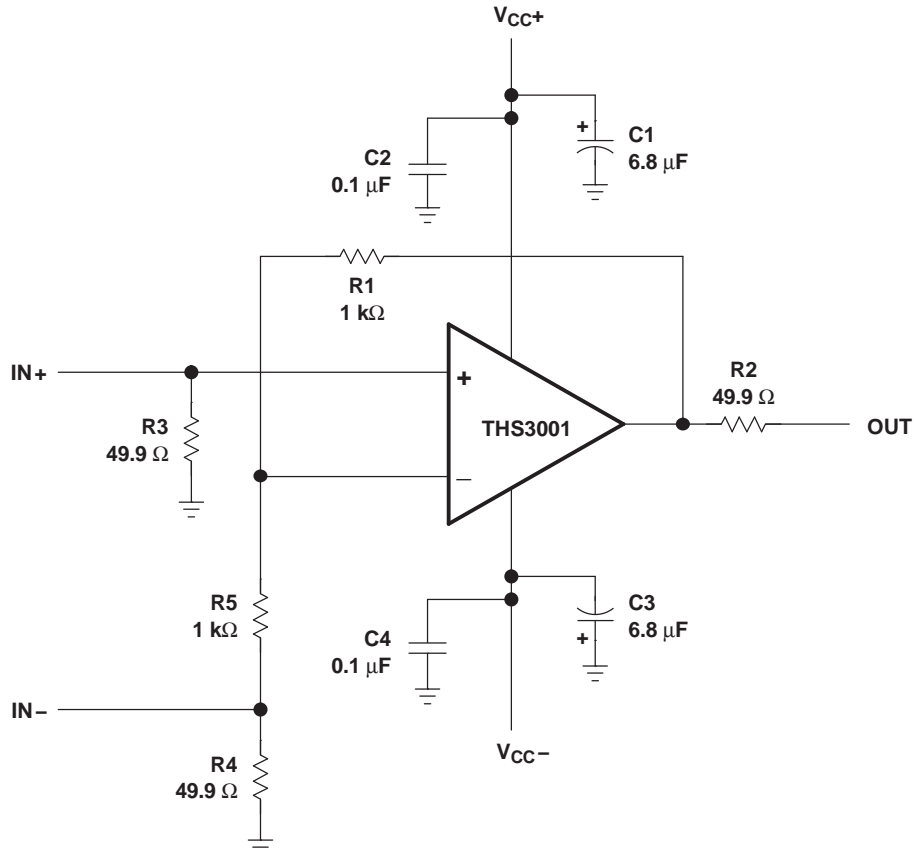 VCC+
C2
0.1 μF
+
C1
6.8 μF
R1
1 kΩ
IN+
+
R2
49.9 Ω
THS3001
OUT
R3
49.9 Ω
−
R5
1 kΩ
C4
0.1 μF
C3
6.8 μF
+
IN−
VCC−
R4
49.9 Ω